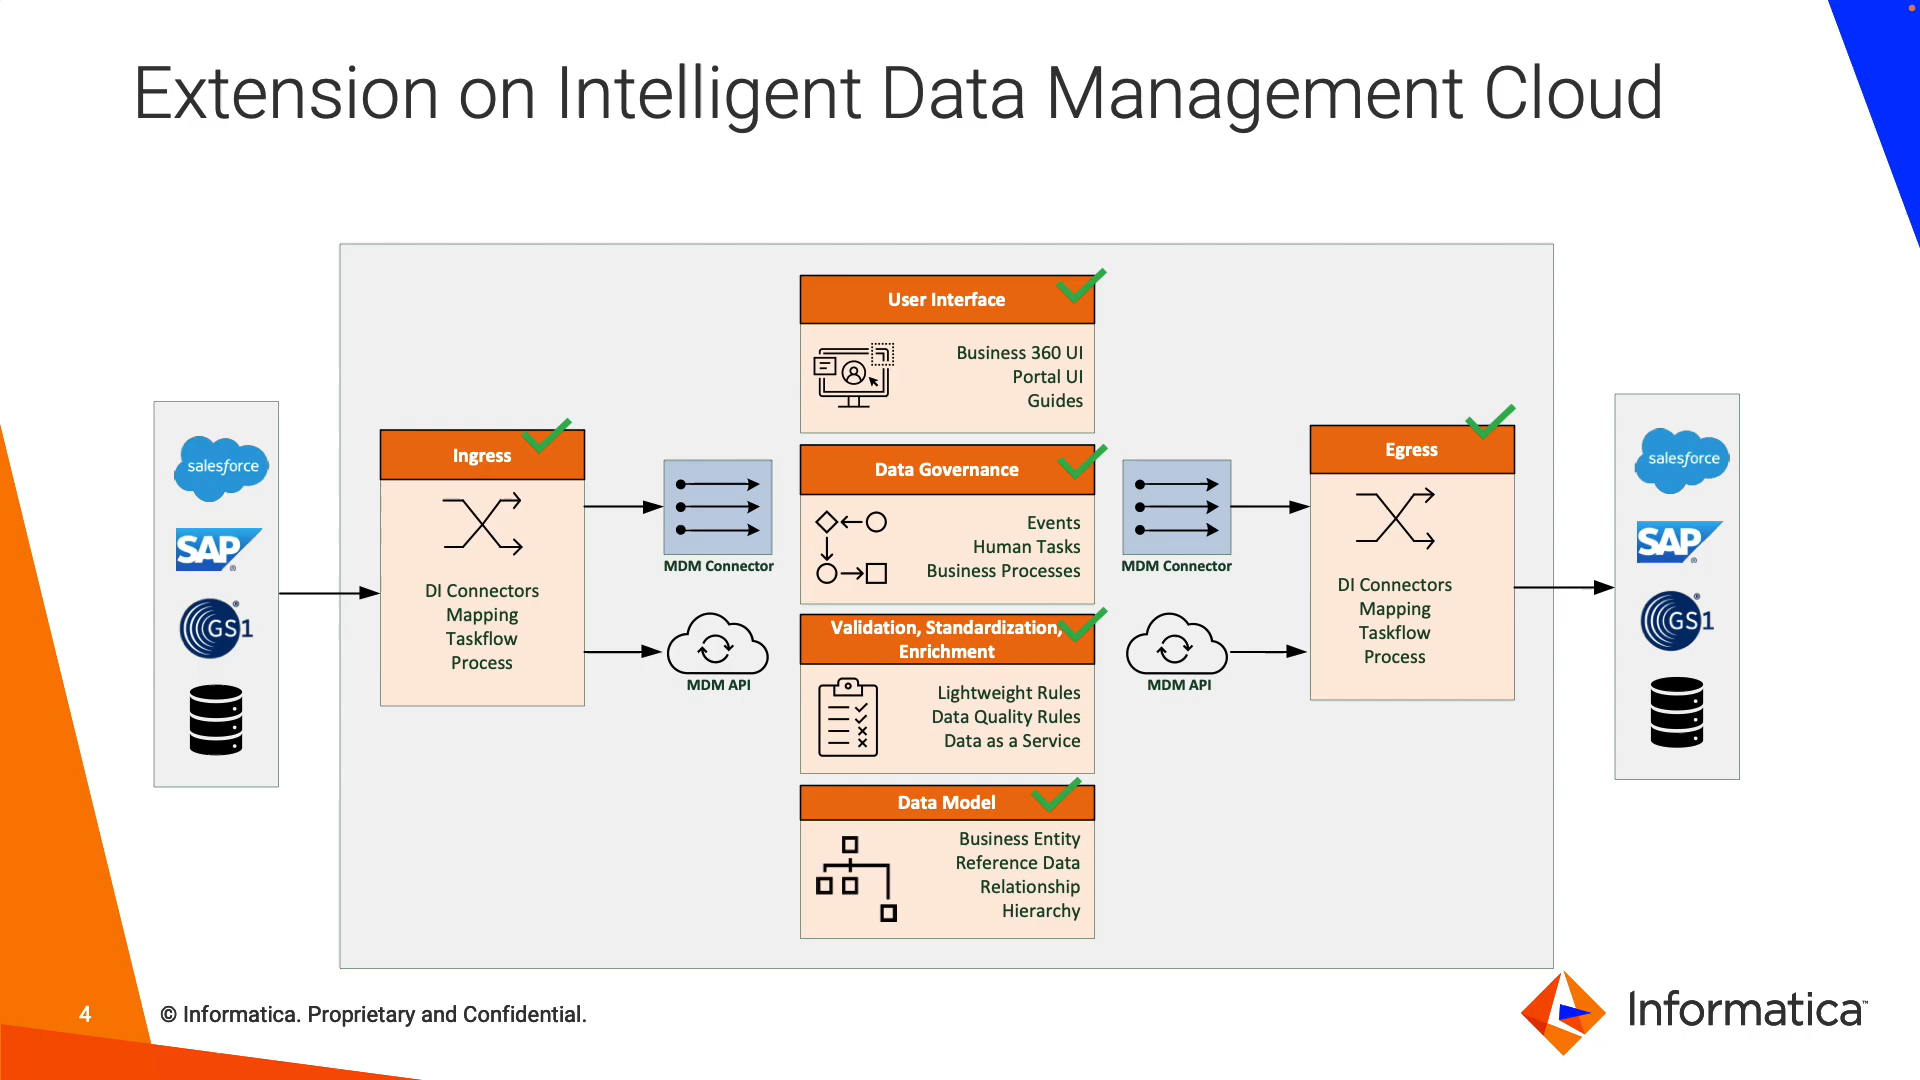 Extension on Intelligent Data Management Cloud
salesforce
SAP
®
GS1
®
Ingress
DI Connectors
Mapping
Taskflow
Process
MDM Connector
MDM API
User Interface
Business 360 UI
Portal UI
Guides
Data Governance
Events
Human Tasks
Business Processes
Validation, Standardization,
Enrichment
Lightweight Rules
Data Quality Rules
Data as a Service
Data Model
Business Entity
Reference Data
Relationship
Hierarchy
MDM Connector
MDM API
Egress
DI Connectors
Mapping
Taskflow
Process
salesforce
SAP
®
GS1
®
4
© Informatica. Proprietary and Confidential.
Informatica™